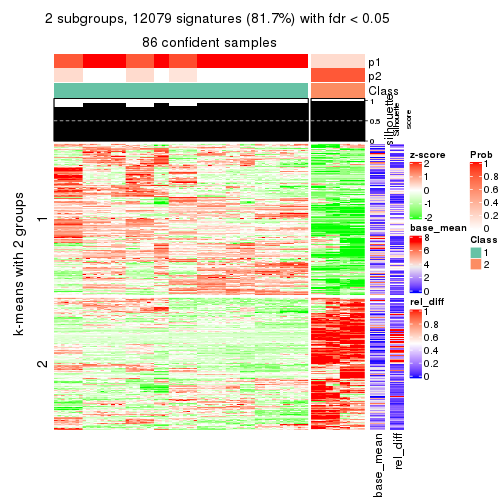 2 subgroups, 12079 signatures (81.7%) with fdr < 0.05
86 confident samples
p1
p2
Class
silhouette
Silhouette
score
1
0.5
0
k-means with 2 groups
1
2
z-score
2
1
0
-1
-2
base_mean
8
6
4
2
0
rel_diff
1
0.8
0.6
0.4
0.2
0
Prob
1
0.8
0.6
0.4
0.2
0
Class
1
2
base_mean
rel_diff